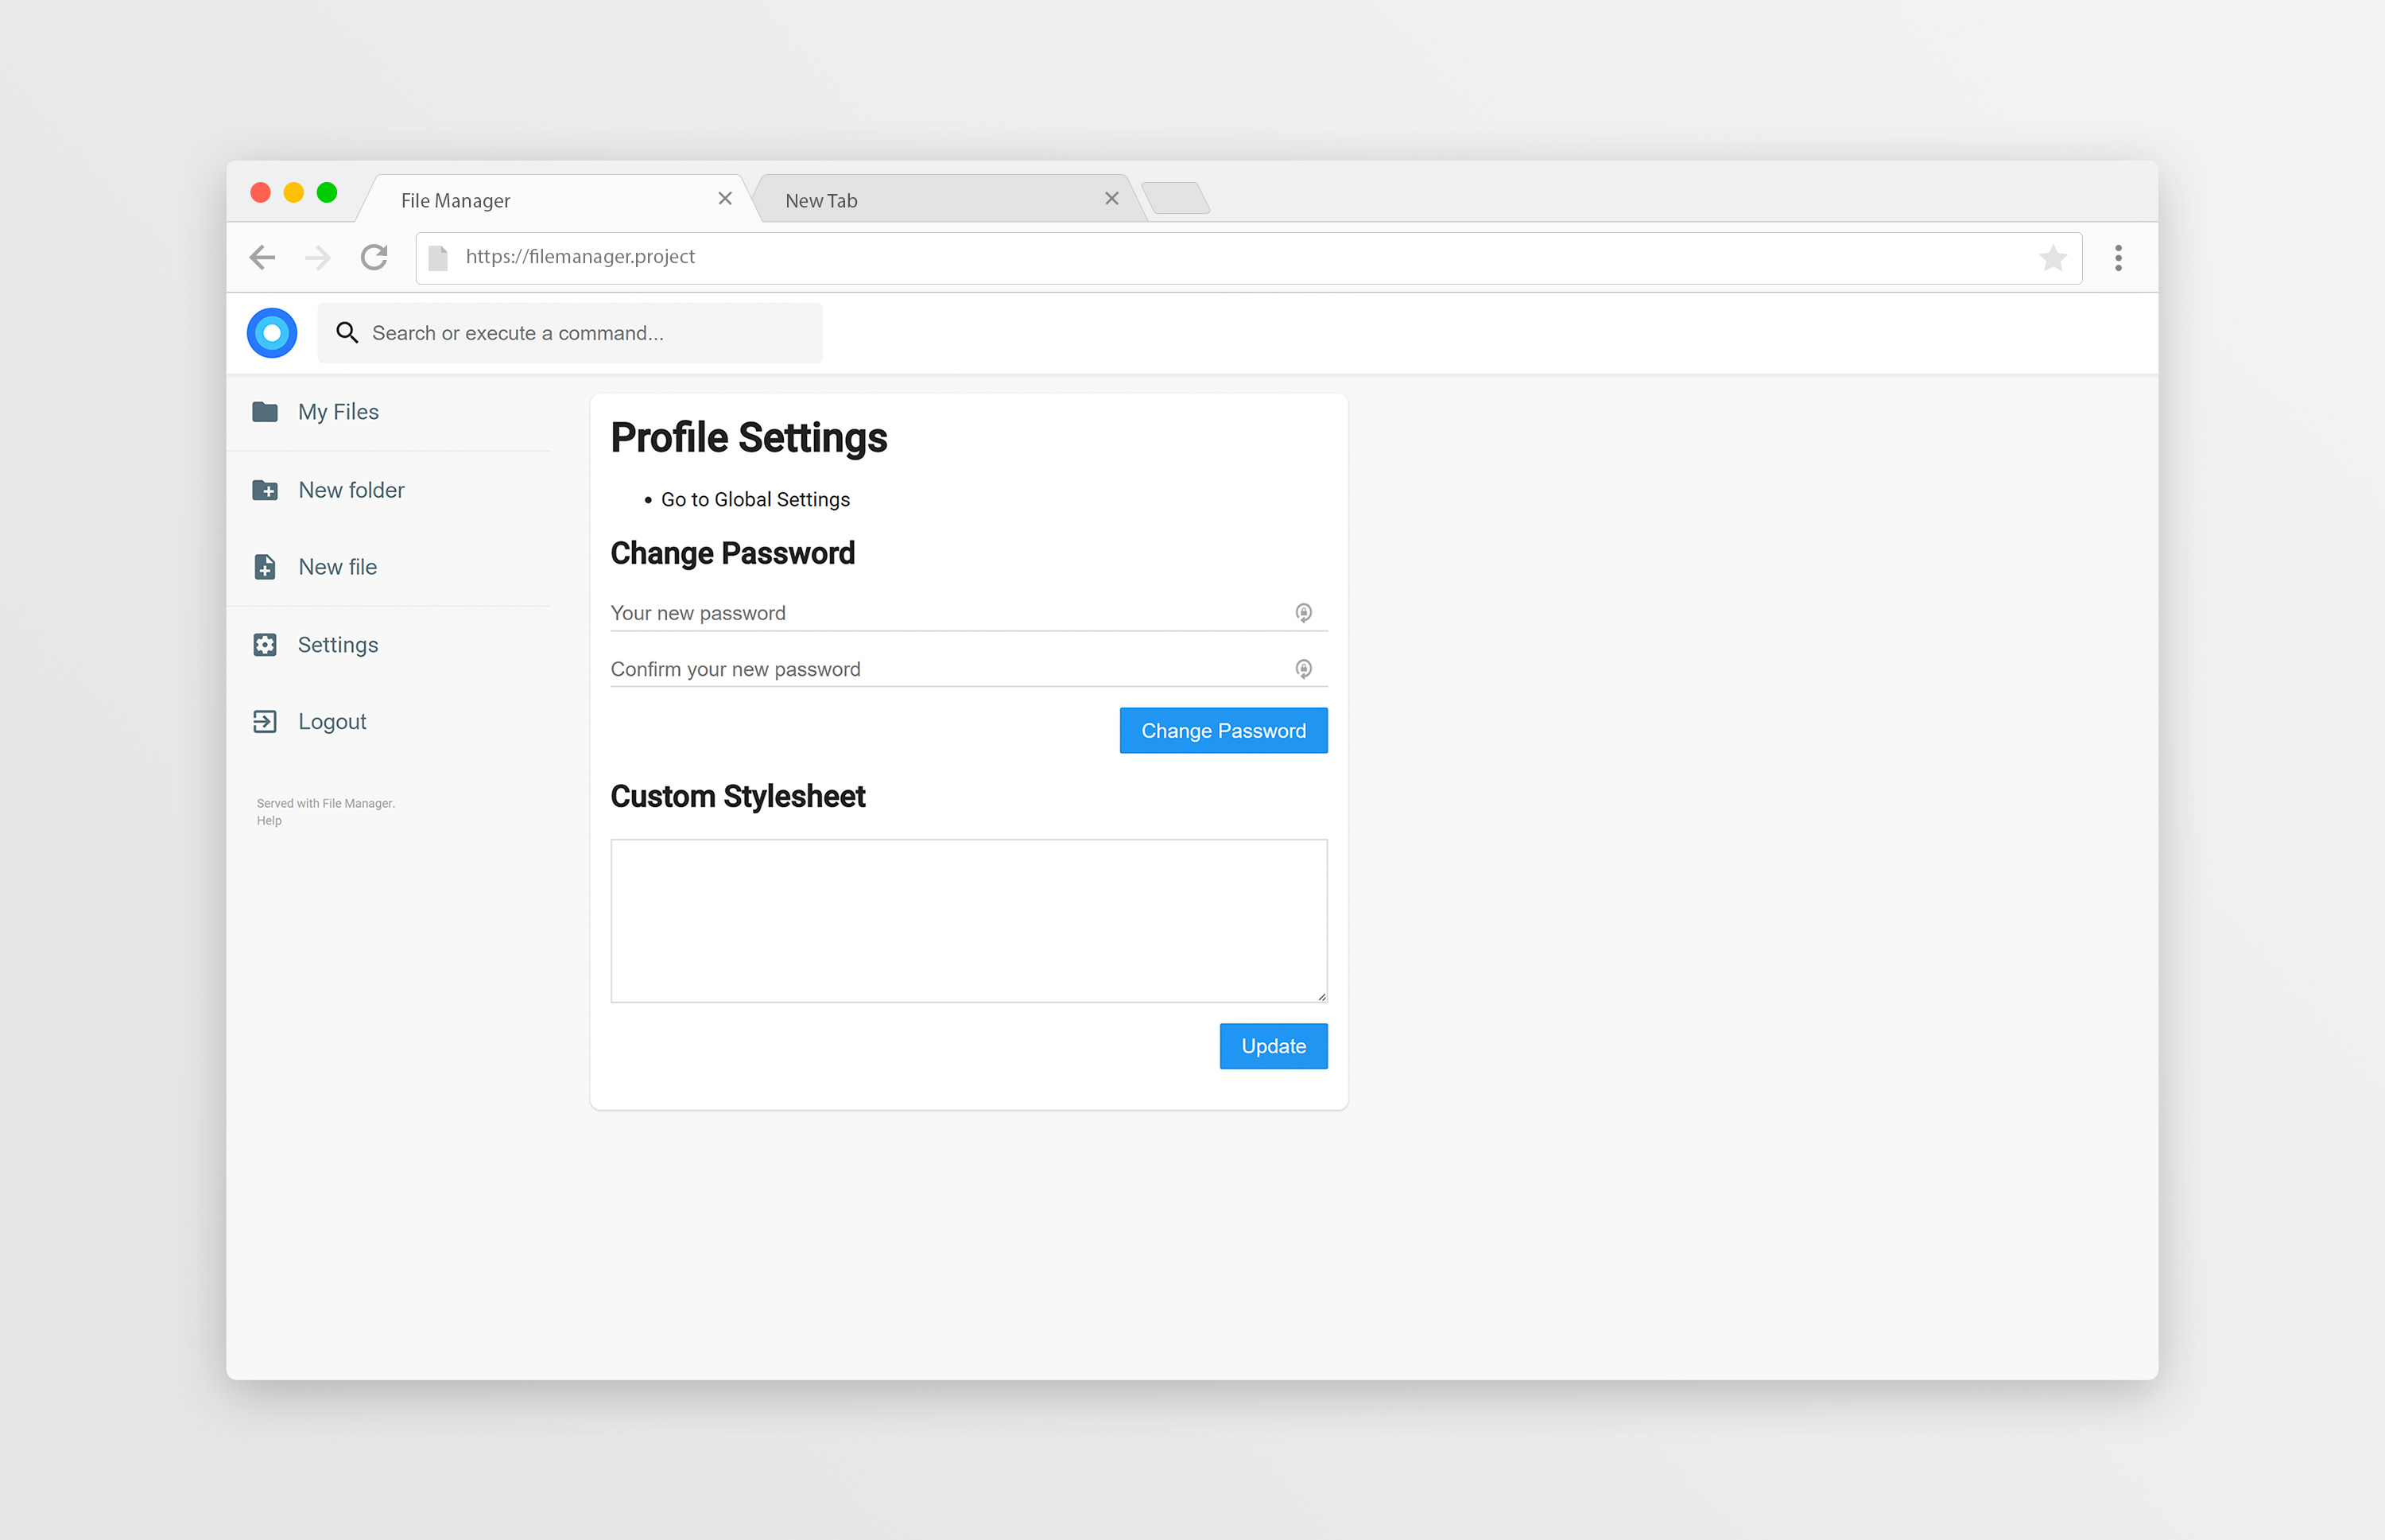 File Manager
New Tab
https://filemanager.project
Search or execute a command...
My Files
New folder
New file
Settings
Logout
Served with File Manager.
Help
Profile Settings
• Go to Global Settings
Change Password
Your new password
Confirm your new password
Change Password
Custom Stylesheet
Update